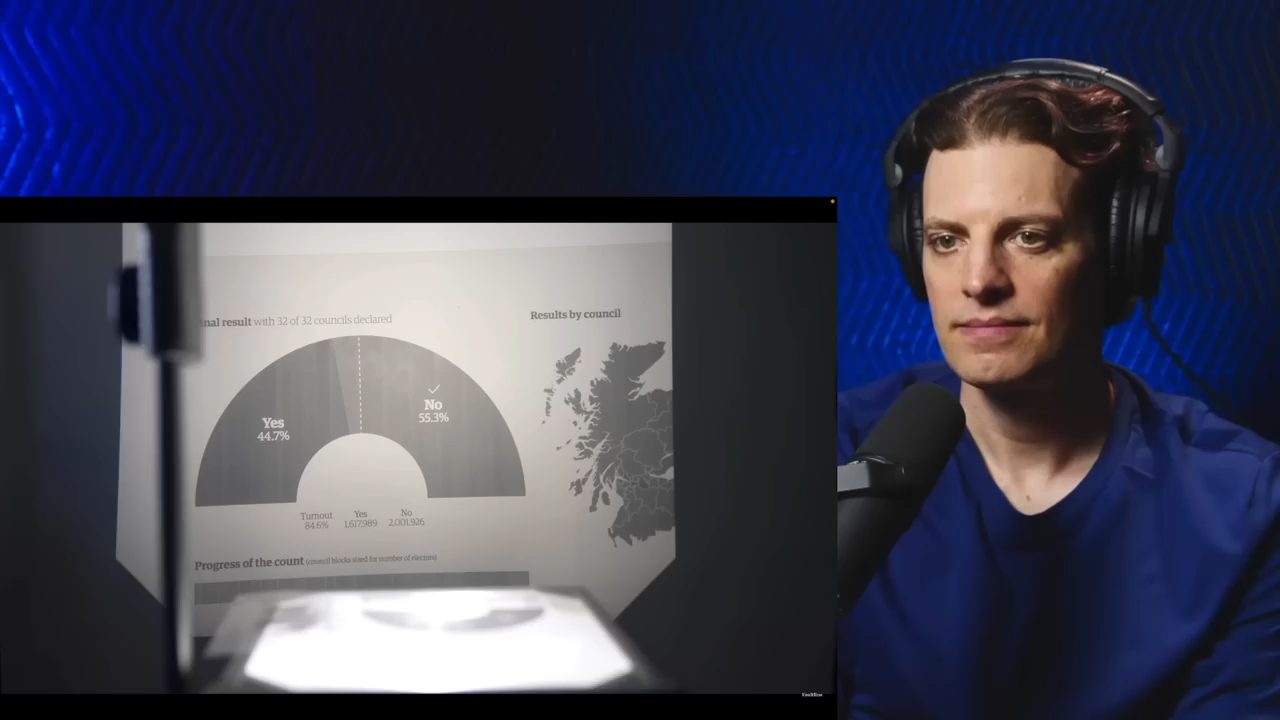 final result with 32 of 32 councils declared
Results by council
Yes
44.7%
No
55.3%
Turnout Yes No
84.6% 1,617,989 2,001,926
Progress of the count (council blocks sized for number of electors)